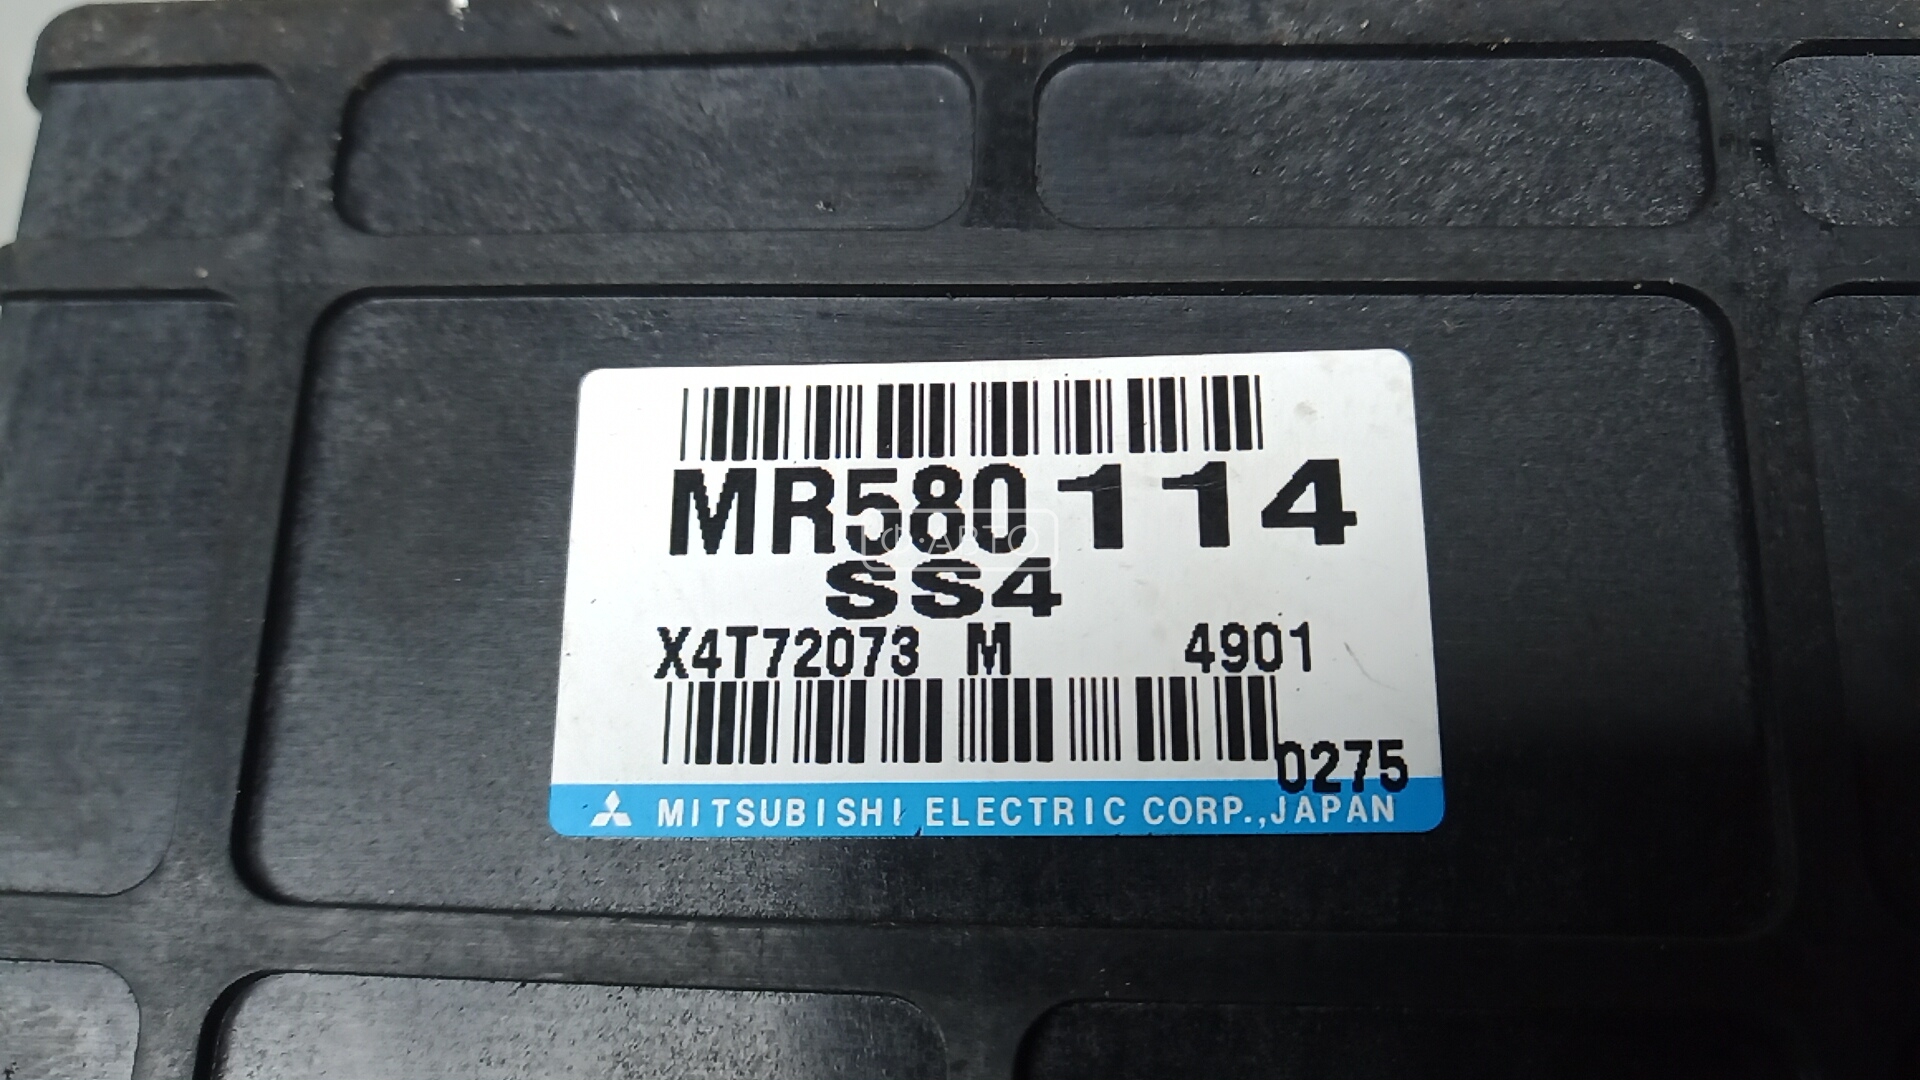 MR580114
SS4
X4T72073 M 4901
0275
MITSUBISHI ELECTRIC CORP.,JAPAN